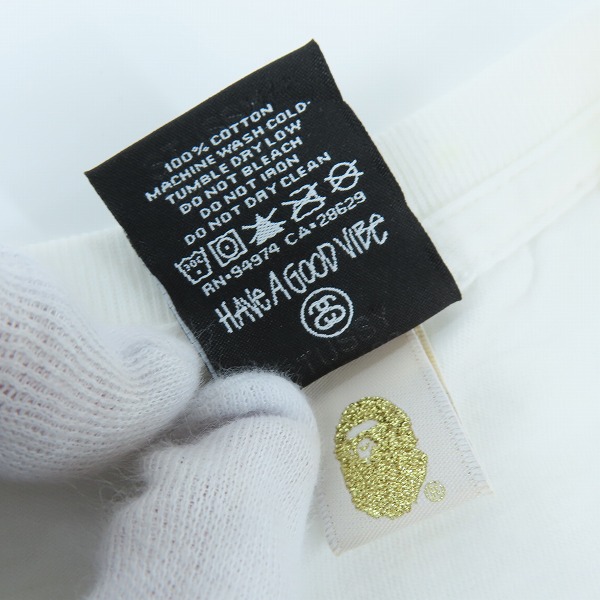 100% COTTON
MACHINE WASH COLD.
TUMBLE DRY LOW
DO NOT BLEACH
DO NOT IRON
DO NOT DRY CLEAN
30C
RN=94974 CA=28629
HAVE A GOOD VIBE